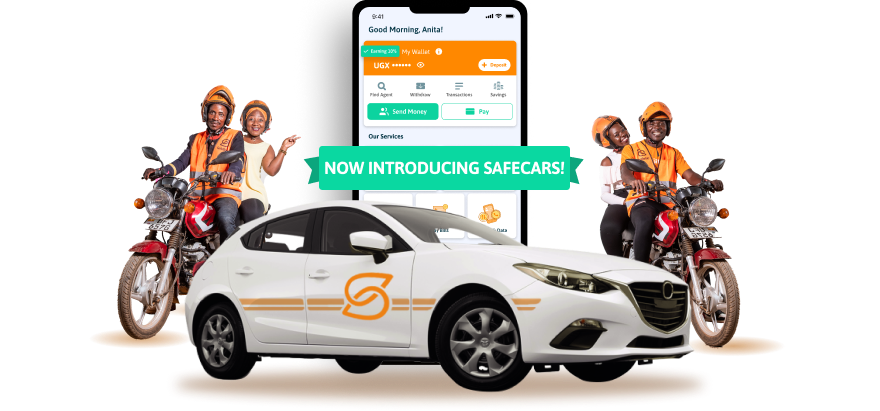 9:41
Good Morning, Anita!
Earning 10%
My Wallet
UGX ••••••
Deposit
Find Agent
Withdraw
Transactions
Savings
Send Money
Pay
Our Services
NOW INTRODUCING SAFECARS!
Data